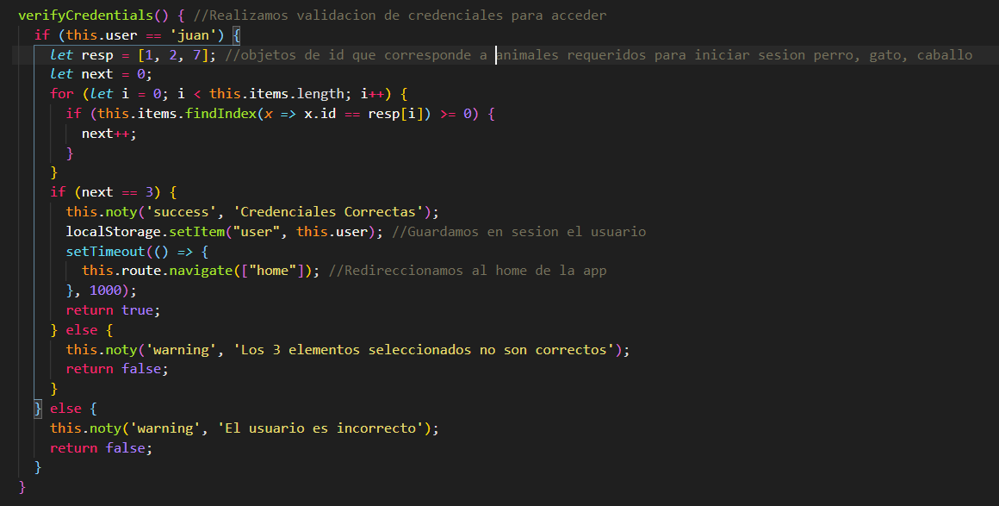 verifyCredentials() { //Realizamos validacion de credenciales para acceder
if (this.user == 'juan') {
let resp = [1, 2, 7]; //objetos de id que corresponde a animales requeridos para iniciar sesion perro, gato, caballo
let next = 0;
for (let i = 0; i < this.items.length; i++) {
if (this.items.findIndex(x => x.id == resp[i]) >= 0) {
next++;
}
}
if (next == 3) {
this.noty('success', 'Credenciales Correctas');
localStorage.setItem("user", this.user); //Guardamos en sesion el usuario
setTimeout(() => {
this.route.navigate(["home"]); //Redireccionamos al home de la app
}, 1000);
return true;
} else {
this.noty('warning', 'Los 3 elementos seleccionados no son correctos');
return false;
}
} else {
this.noty('warning', 'El usuario es incorrecto');
return false;
}
}